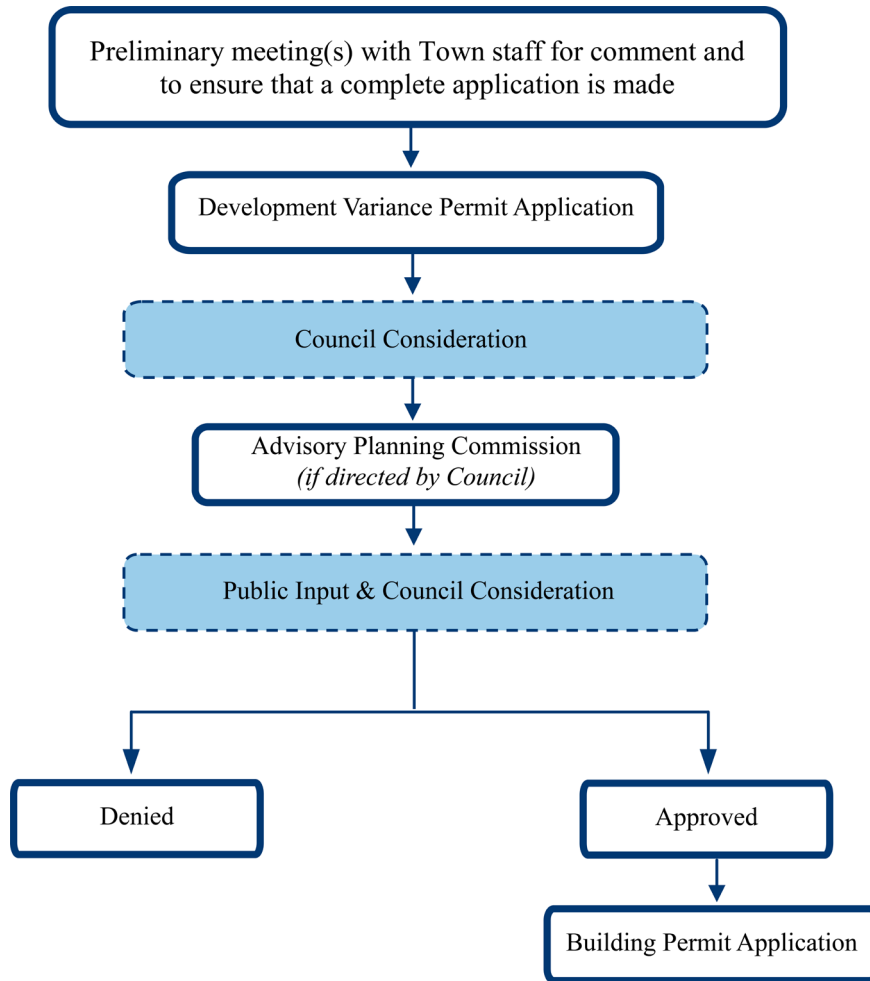 Preliminary meeting(s) with Town staff for comment and
to ensure that a complete application is made
Development Variance Permit Application
Council Consideration
Advisory Planning Commission
(if directed by Council)
Public Input & Council Consideration
Denied
Approved
Building Permit Application